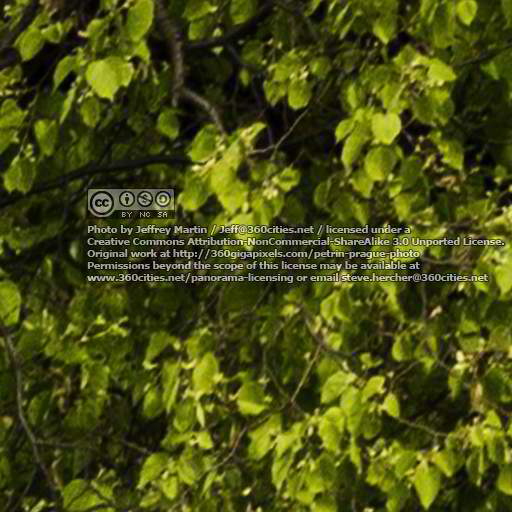 cc
BY NC SA
Photo by Jeffrey Martin / Jeff@360cities.net / licensed under a
Creative Commons Attribution-NonCommercial-ShareAlike 3.0 Unported License.
Original work at http://360gigapixels.com/petrin-prague-photo
Permissions beyond the scope of this license may be available at
www.360cities.net/panorama-licensing or email steve.hercher@360cities.net